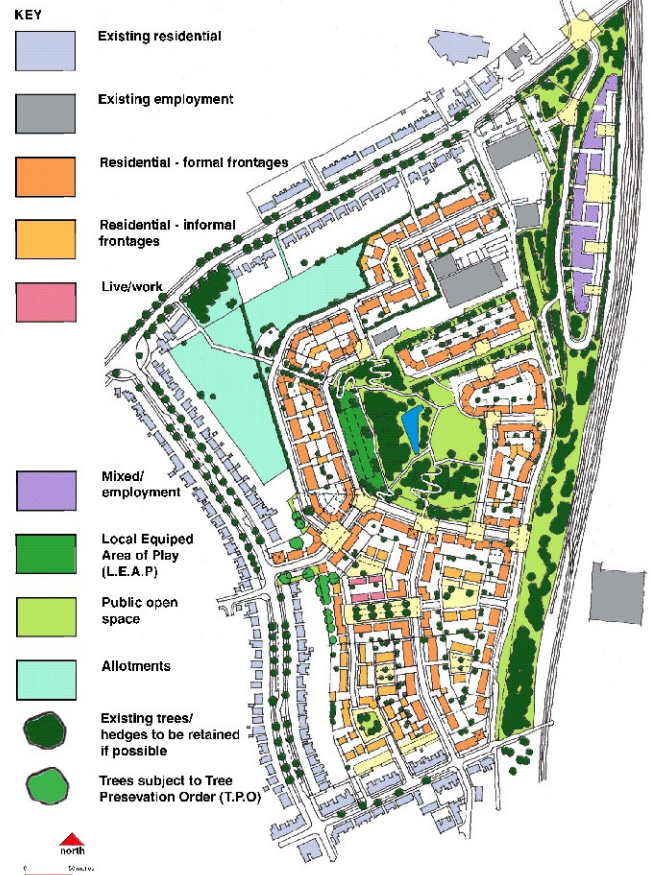 KEY
Existing residential
Existing employment
Residential - formal frontages
Residential - informal
frontages
Live/work
Mixed/
employment
Local Equiped
Area of Play
(L.E.A.P)
Public open
space
Allotments
Existing trees/
hedges to be retained
if possible
Trees subject to Tree
Presevation Order (T.P.O)
north
0 50 metres